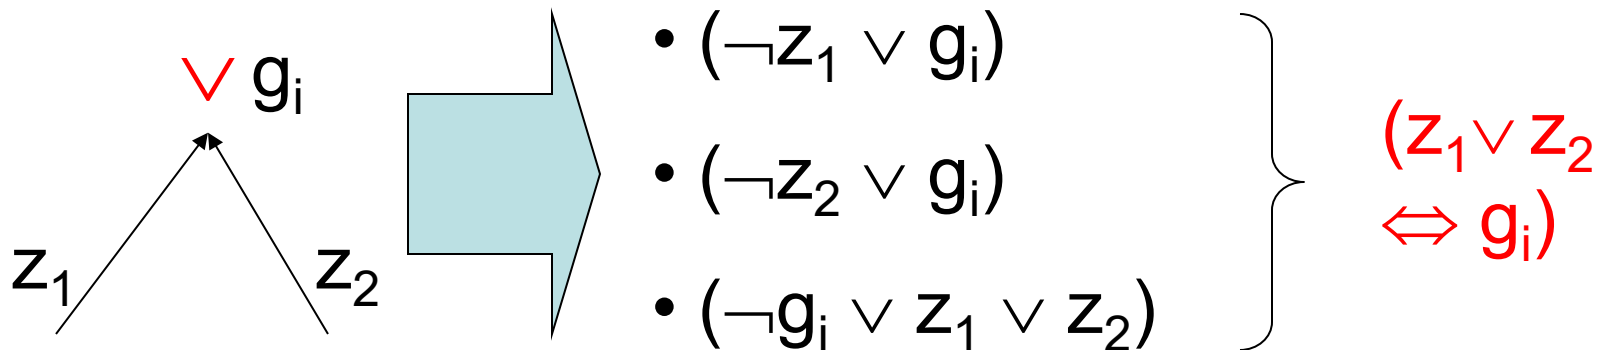 ∨ gᵢ
z₁
z₂
• (¬z₁ ∨ gᵢ)
• (¬z₂ ∨ gᵢ)
• (¬gᵢ ∨ z₁ ∨ z₂)
(z₁∨ z₂
⇔ gᵢ)